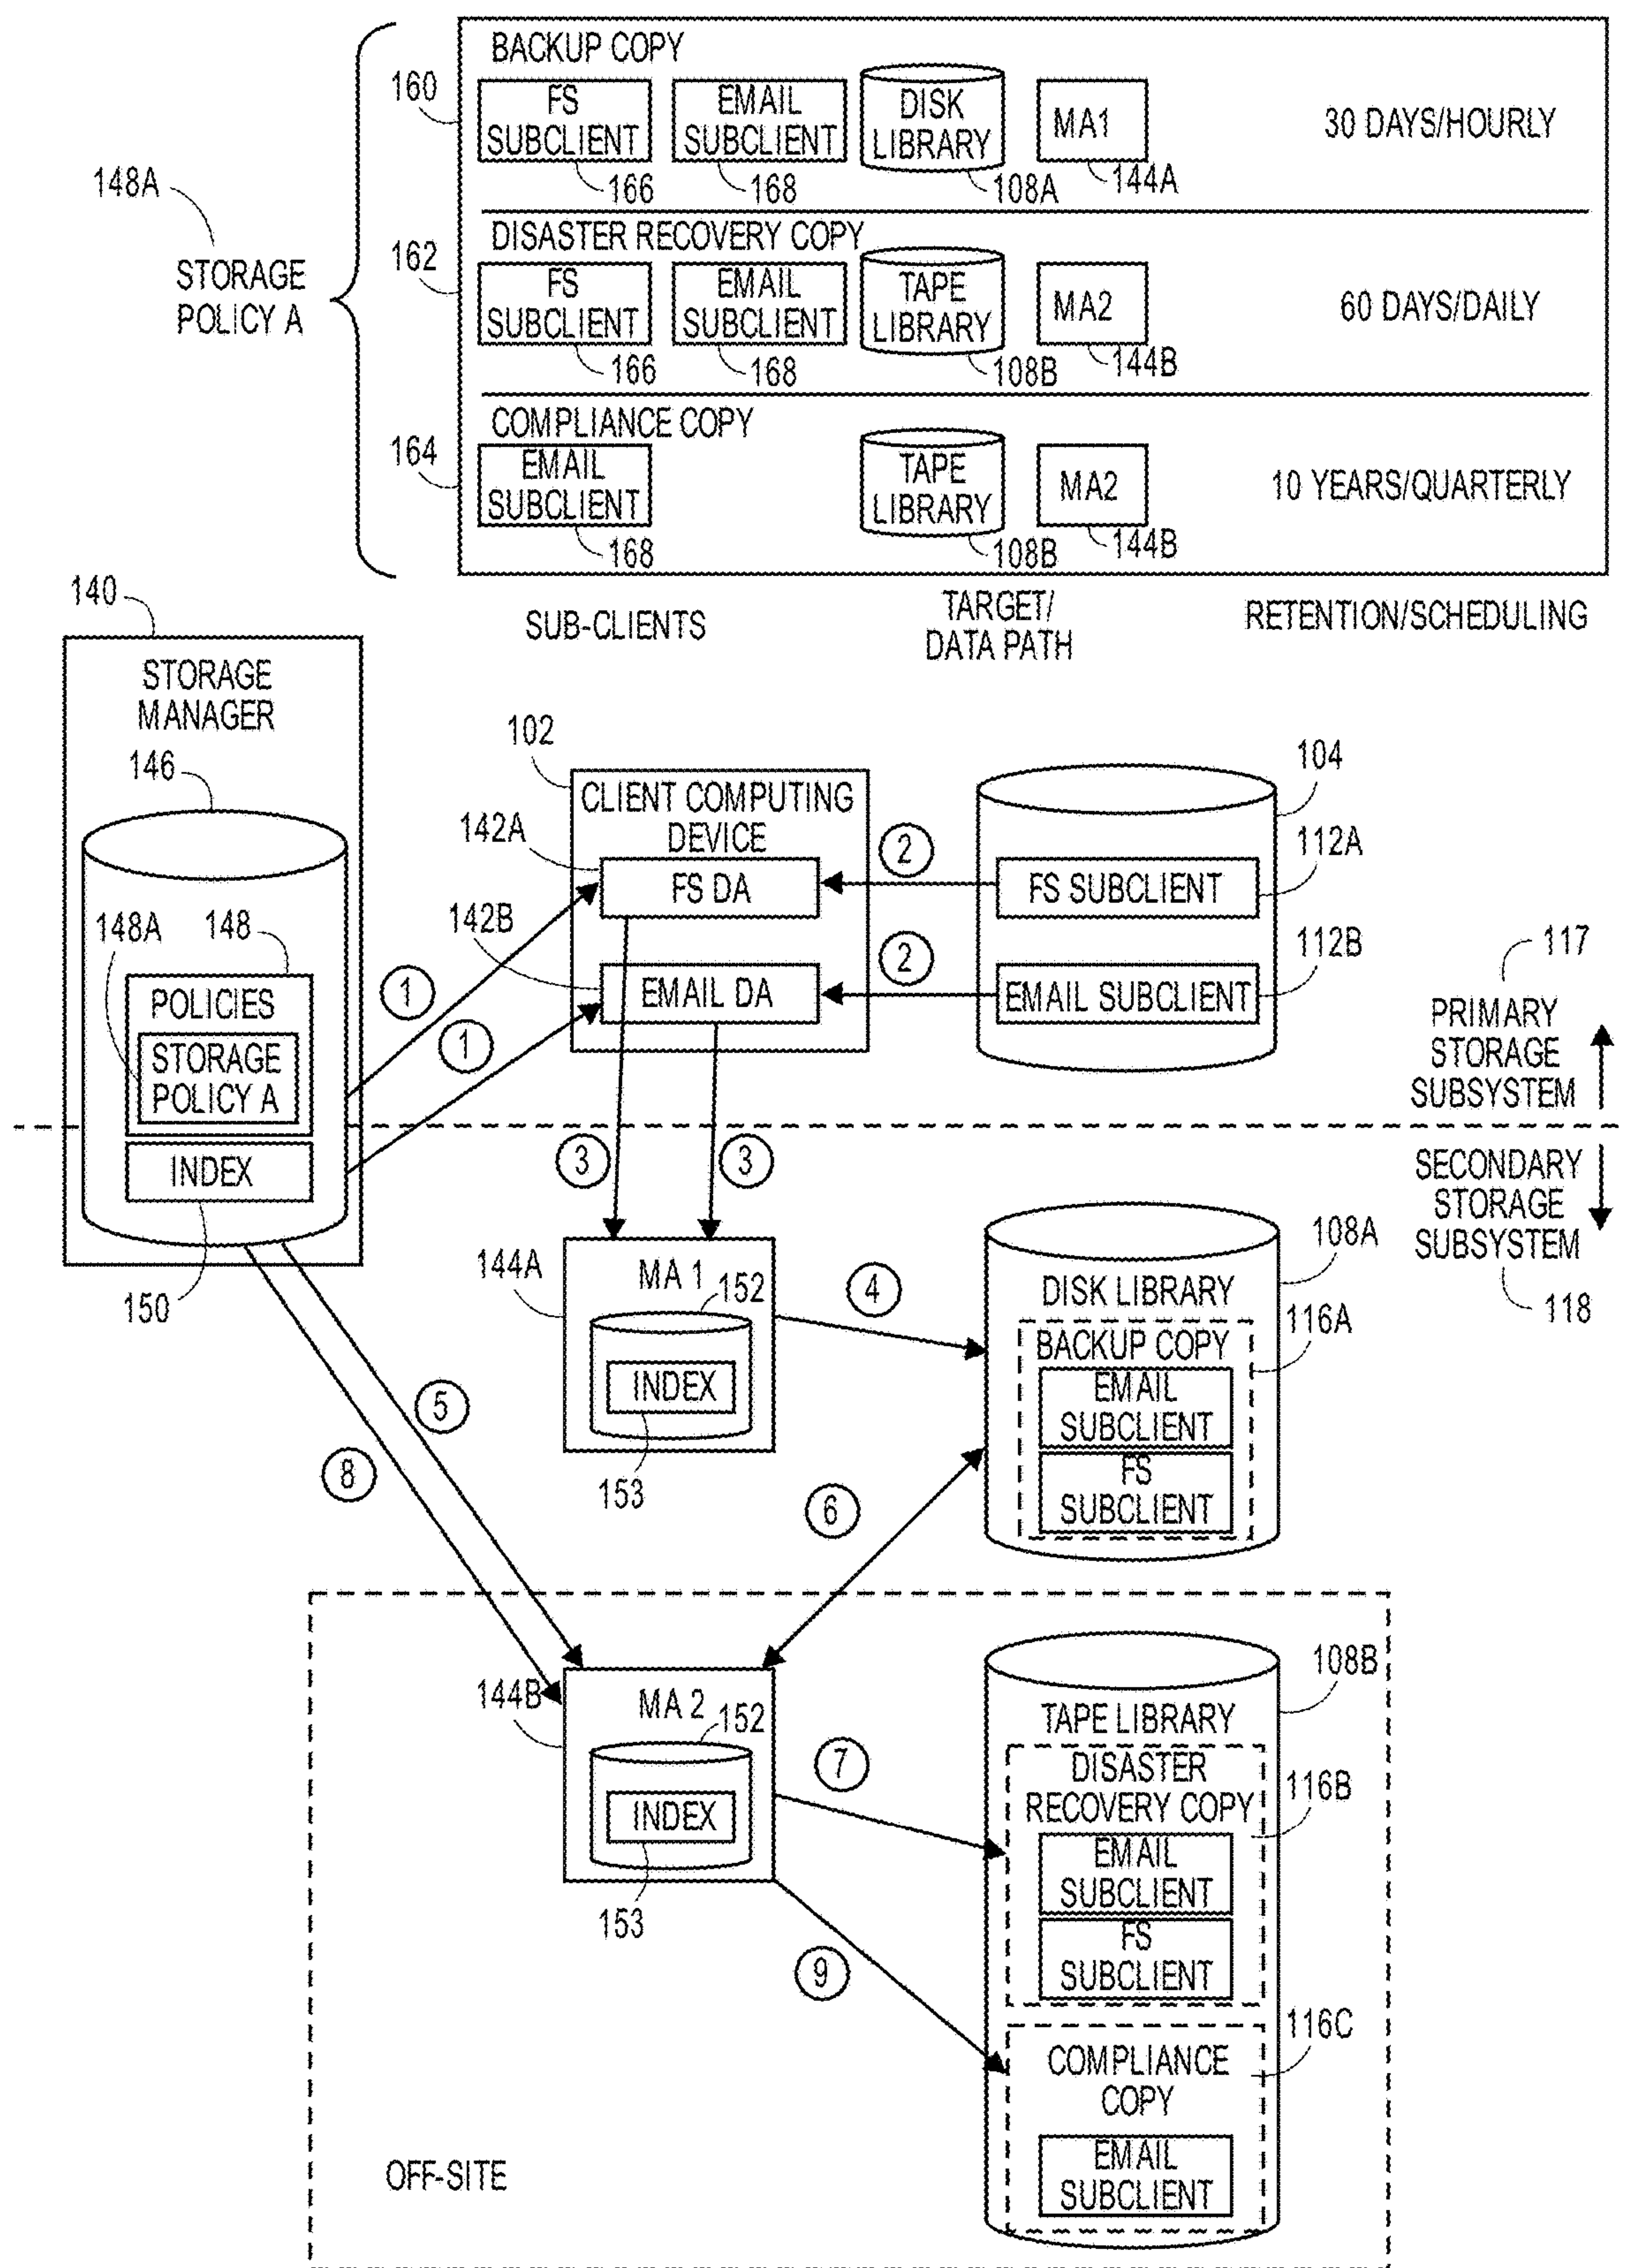 BACKUP COPY
160
FS
SUBCLIENT
166
EMAIL
SUBCLIENT
168
DISK
LIBRARY
108A
MA1
144A
30 DAYS/HOURLY
148A
STORAGE
POLICY A
DISASTER RECOVERY COPY
162
FS
SUBCLIENT
166
EMAIL
SUBCLIENT
168
TAPE
LIBRARY
108B
MA2
144B
60 DAYS/DAILY
COMPLIANCE COPY
164
EMAIL
SUBCLIENT
168
TAPE
LIBRARY
108B
MA2
144B
10 YEARS/QUARTERLY
SUB-CLIENTS
TARGET/
DATA PATH
RETENTION/SCHEDULING
140
STORAGE
MANAGER
146
148A
148
POLICIES
STORAGE
POLICY A
INDEX
150
102
CLIENT COMPUTING
DEVICE
142A
FS DA
142B
EMAIL DA
1
1
2
2
104
112A
FS SUBCLIENT
112B
EMAIL SUBCLIENT
117
PRIMARY
STORAGE
SUBSYSTEM
SECONDARY
STORAGE
SUBSYSTEM
118
3
3
144A
MA 1
152
INDEX
153
4
108A
DISK LIBRARY
116A
BACKUP COPY
EMAIL
SUBCLIENT
FS
SUBCLIENT
5
8
6
144B
MA 2
152
INDEX
153
7
9
108B
TAPE LIBRARY
DISASTER
RECOVERY COPY
116B
EMAIL
SUBCLIENT
FS
SUBCLIENT
116C
COMPLIANCE
COPY
EMAIL
SUBCLIENT
OFF-SITE